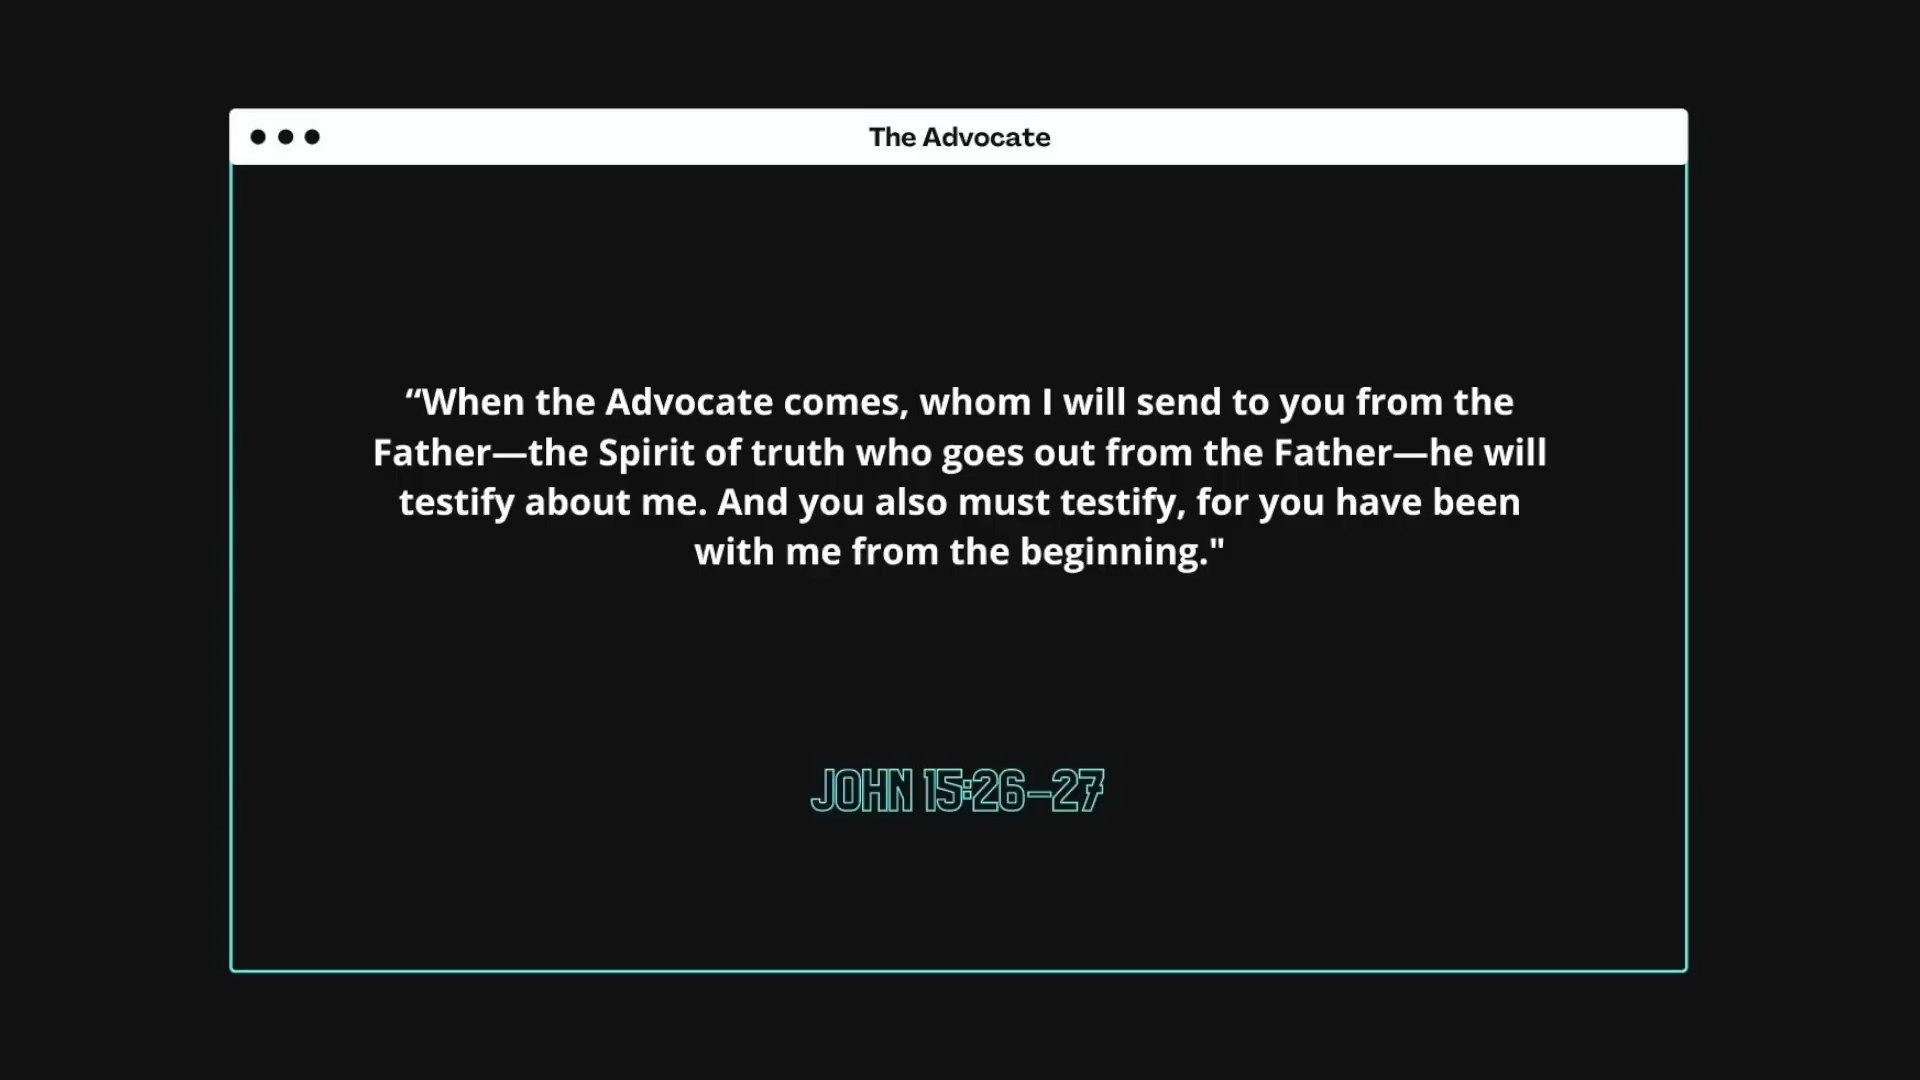 The Advocate
“When the Advocate comes, whom I will send to you from the
Father—the Spirit of truth who goes out from the Father—he will
testify about me. And you also must testify, for you have been
with me from the beginning."
JOHN 15:26–27